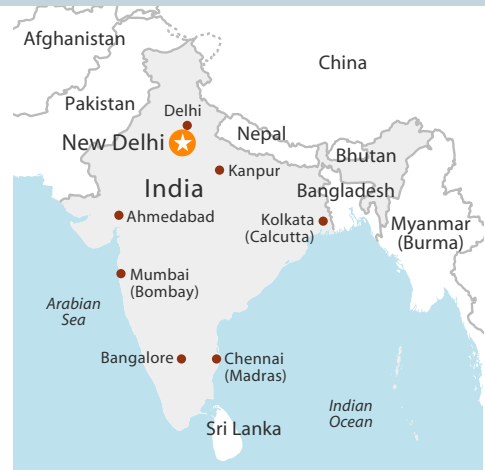 Afghanistan
China
Pakistan
Delhi
New Delhi
Nepal
Bhutan
Kanpur
India
Bangladesh
Ahmedabad
Kolkata
(Calcutta)
Myanmar
(Burma)
Mumbai
(Bombay)
Arabian
Sea
Bangalore
Chennai
(Madras)
Indian
Ocean
Sri Lanka